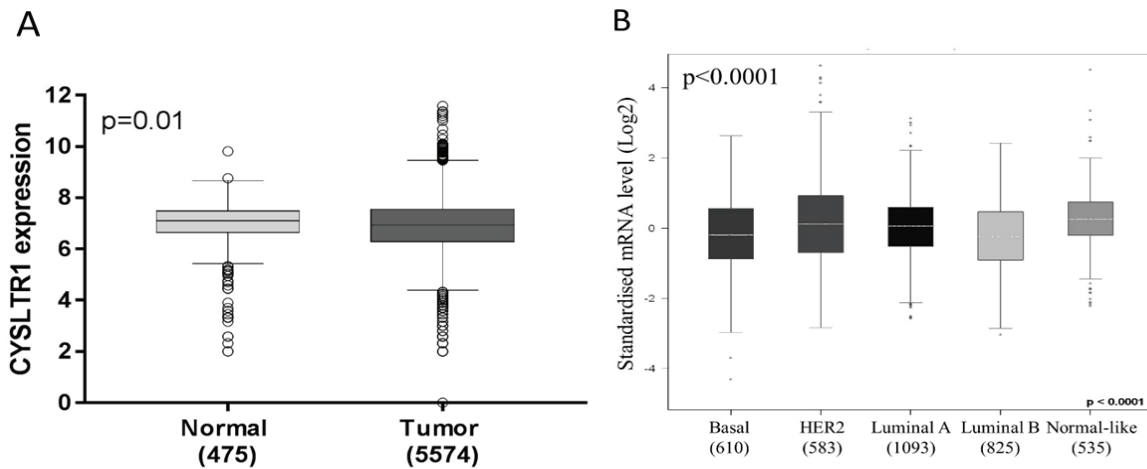 A
CYSLTR1 expression
12
10
8
6
4
2
0
p=0.01
Normal
(475)
Tumor
(5574)
B
Standardised mRNA level (Log2)
4
2
0
-2
-4
p<0.0001
p < 0.0001
Basal
(610)
HER2
(583)
Luminal A
(1093)
Luminal B
(825)
Normal-like
(535)